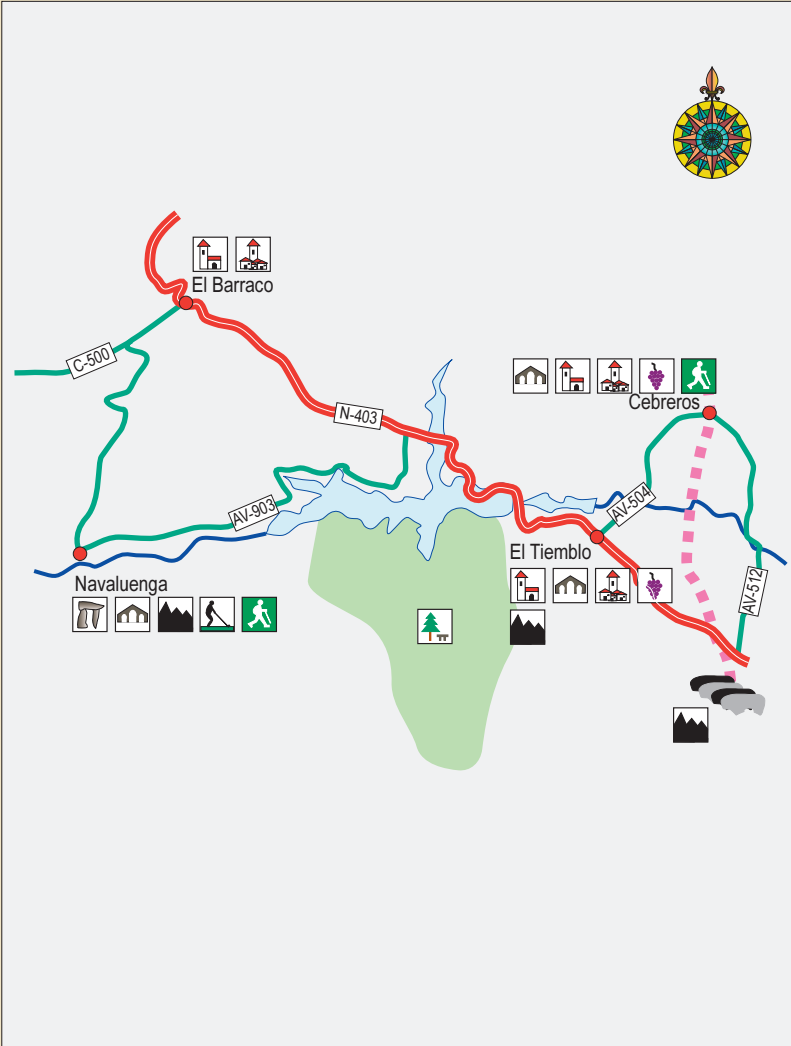 El Barraco
C-500
Cebreros
N-403
AV-504
AV-903
El Tiemblo
Navaluenga
AV-512